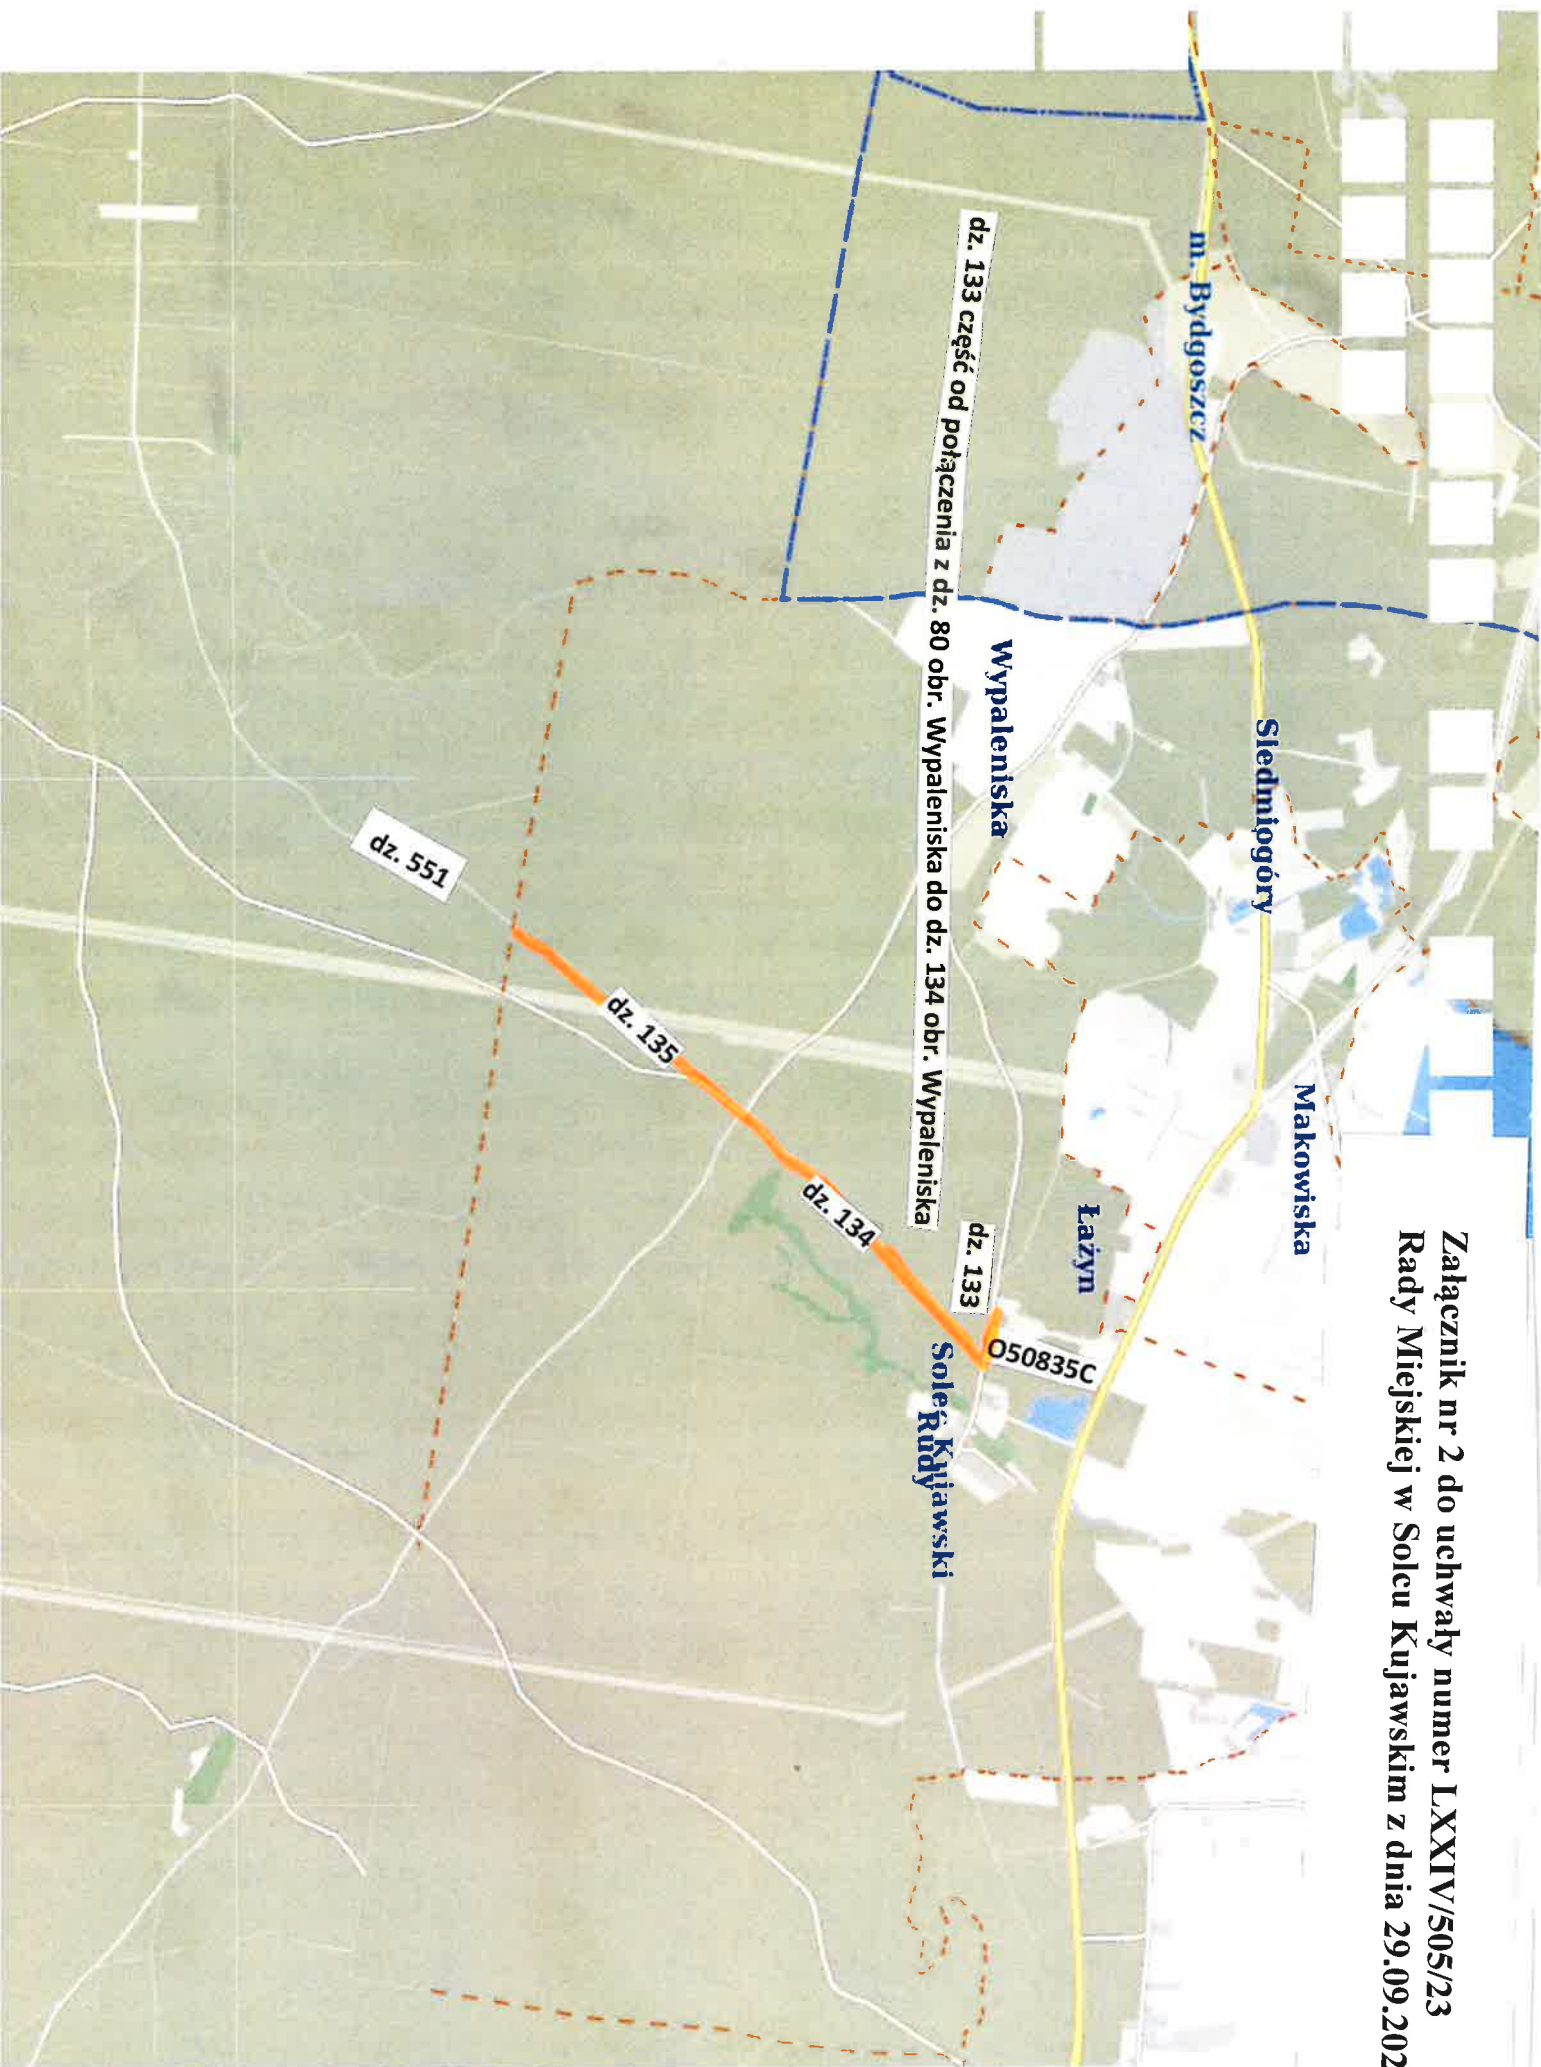 Załącznik nr 2 do uchwały numer LXXIV/505/23
Rady Miejskiej w Solcu Kujawskim z dnia 29.09.202
m. Bydgoszcz
Siedmiogóry
Makowiska
Wypaleniska
Łażyn
dz. 133 część od połączenia z dz. 80 obr. Wypaleniska do dz. 134 obr. Wypaleniska
dz. 133
O50835C
Solec Kujawski
Rudy
dz. 134
dz. 135
dz. 551